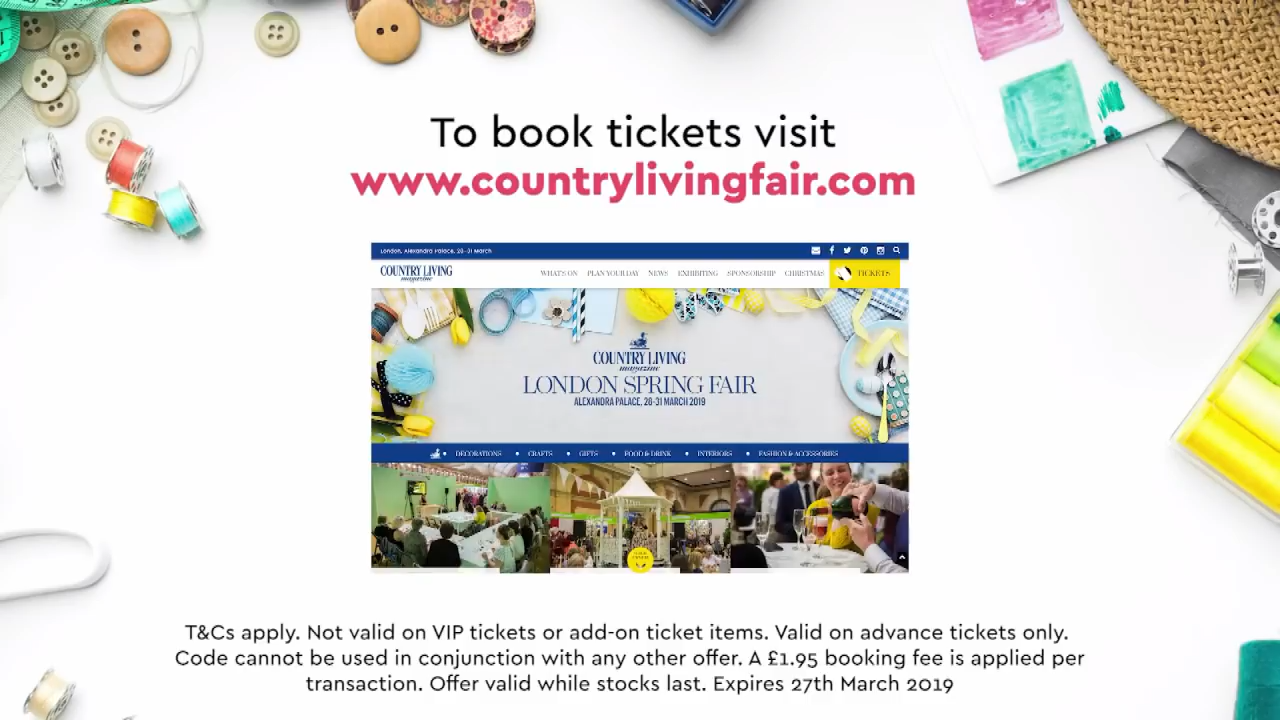 To book tickets visit
www.countrylivingfair.com
London, Alexandra Palace, 28-31 March
COUNTRY LIVING
magazine
WHAT'S ON PLAN YOUR DAY NEWS EXHIBITING SPONSORSHIP CHRISTMAS TICKETS
COUNTRY LIVING
magazine
LONDON SPRING FAIR
ALEXANDRA PALACE, 28-31 MARCH 2019
• DECORATIONS • CRAFTS • GIFTS • FOOD & DRINK • INTERIORS • FASHION & ACCESSORIES
T&Cs apply. Not valid on VIP tickets or add-on ticket items. Valid on advance tickets only.
Code cannot be used in conjunction with any other offer. A £1.95 booking fee is applied per
transaction. Offer valid while stocks last. Expires 27th March 2019